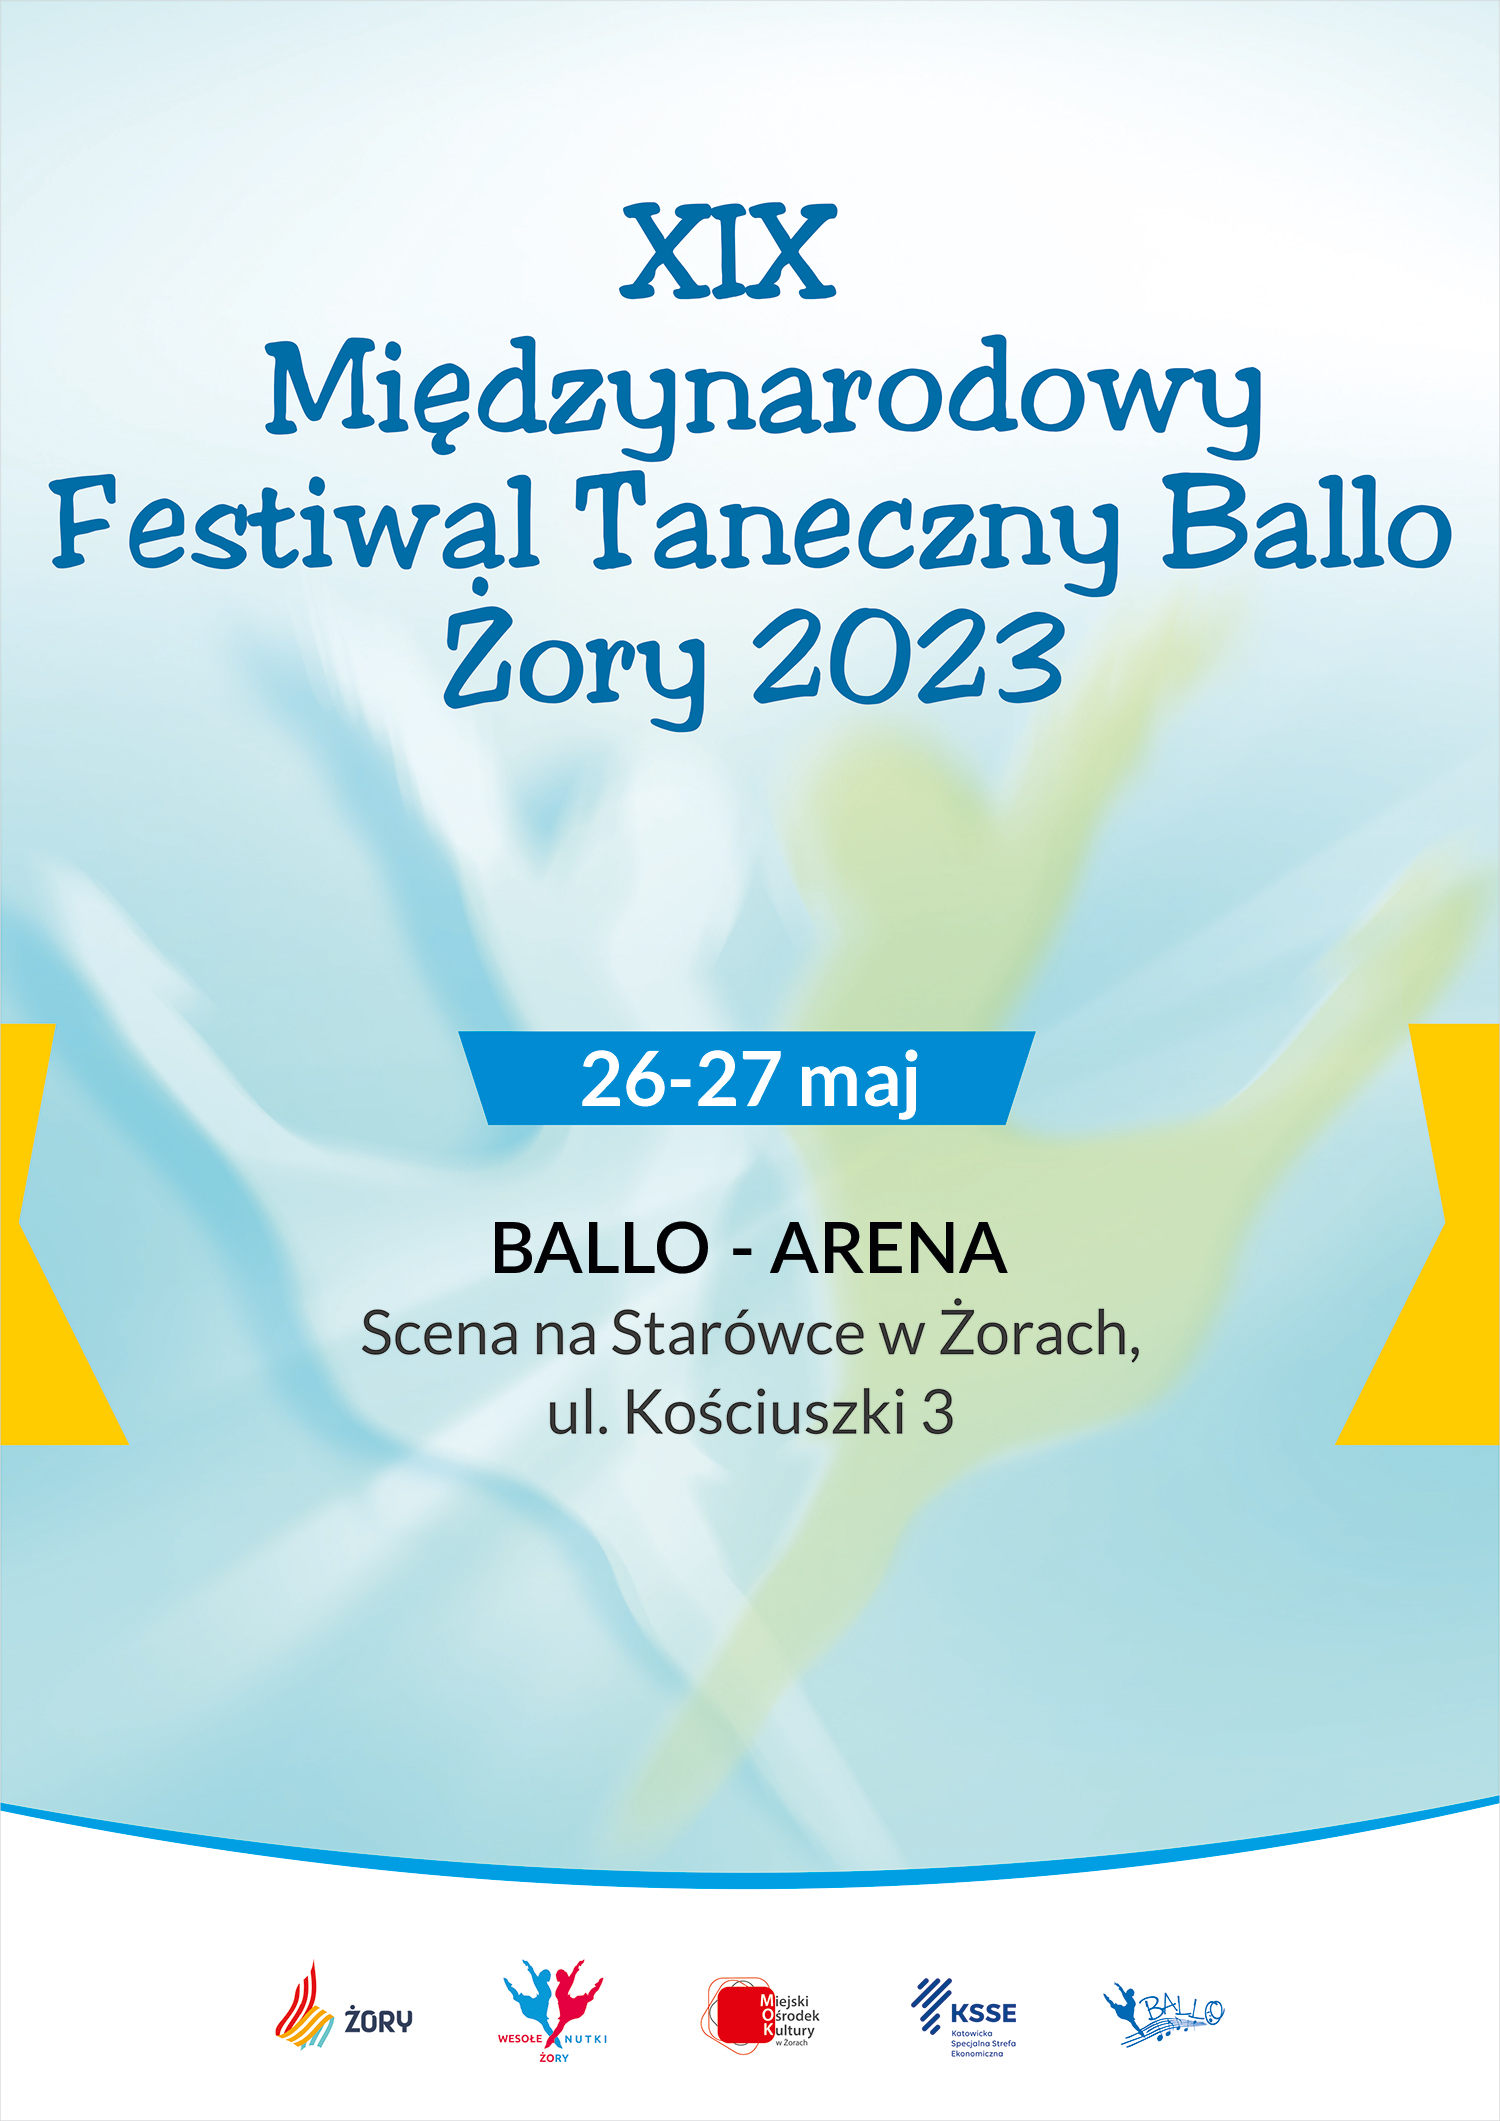 XIX
Międzynarodowy
Festiwal Taneczny Ballo
Żory 2023
26-27 maj
BALLO - ARENA
Scena na Starówce w Żorach,
ul. Kościuszki 3
ŻORY
WESOŁE NUTKI
ŻORY
Miejski
Ośrodek
Kultury
w Żorach
KSSE
Katowicka
Specjalna Strefa
Ekonomiczna
BALLO